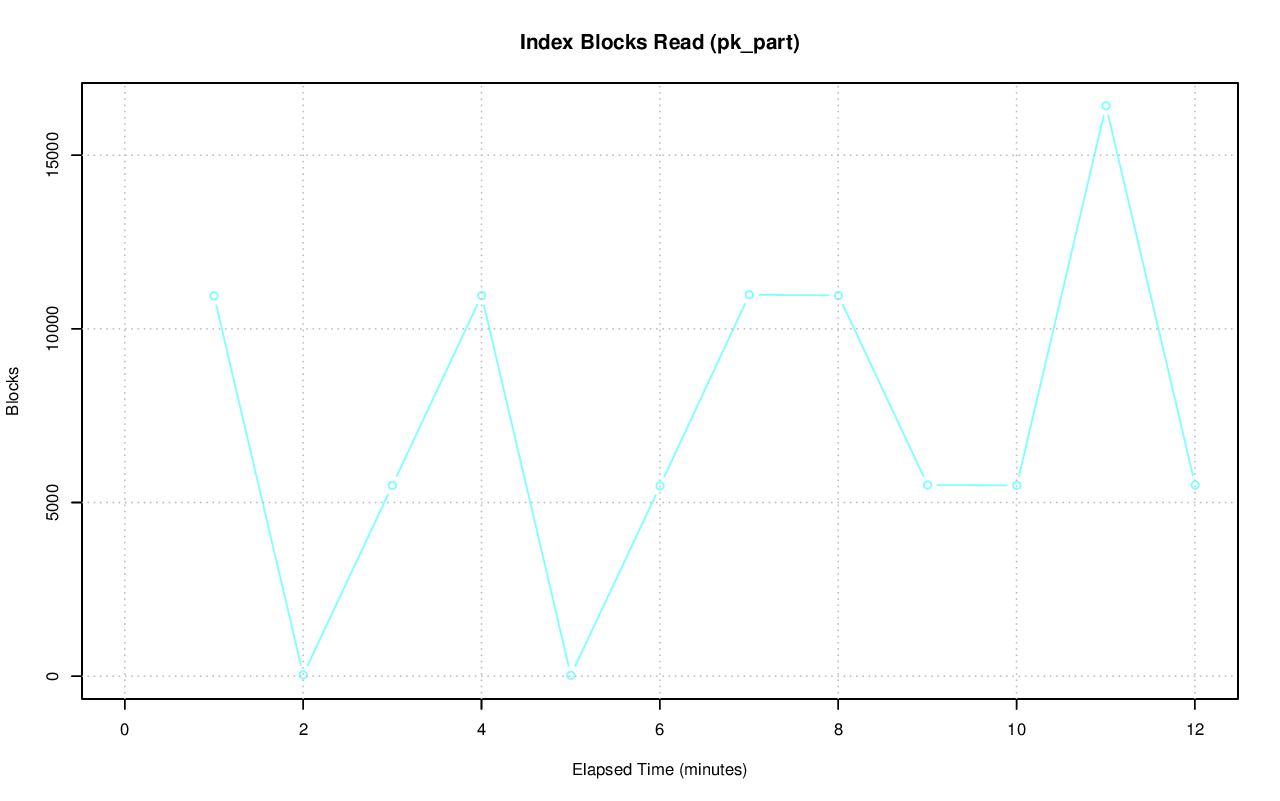 Index Blocks Read (pk_part)
Blocks
15000
10000
5000
0
0 2 4 6 8 10 12
Elapsed Time (minutes)